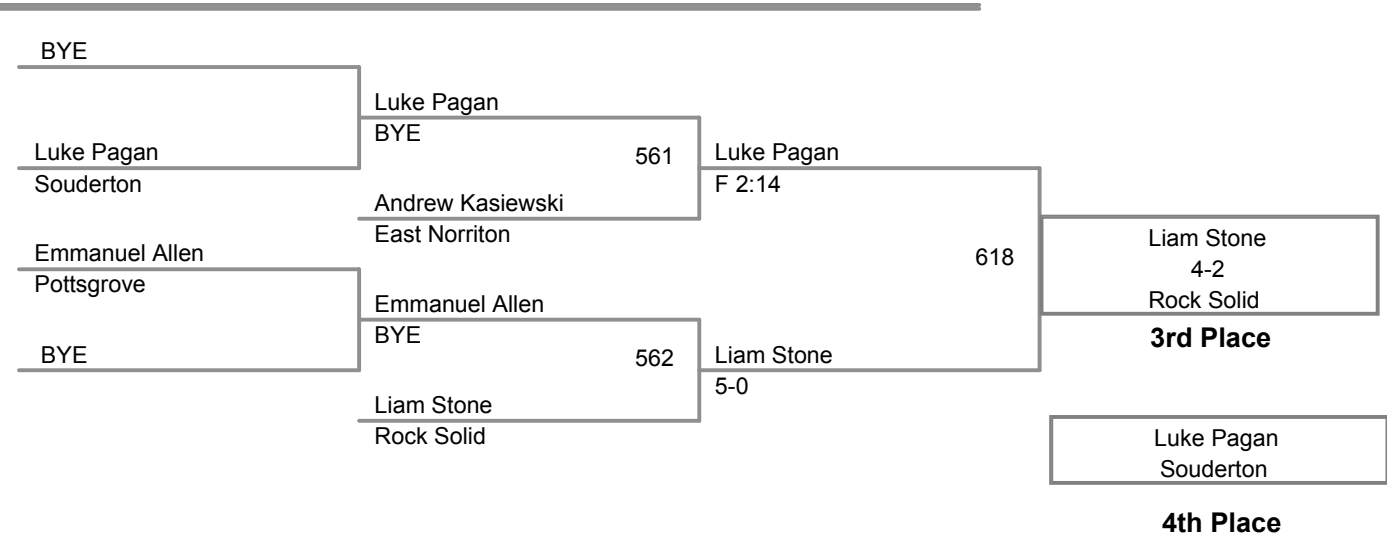 BYE
Luke Pagan
BYE
Luke Pagan
Souderton
561
Luke Pagan
F 2:14
Andrew Kasiewski
East Norriton
Emmanuel Allen
Pottsgrove
618
Liam Stone
4-2
Rock Solid
3rd Place
Emmanuel Allen
BYE
BYE
562
Liam Stone
5-0
Liam Stone
Rock Solid
Luke Pagan
Souderton
4th Place